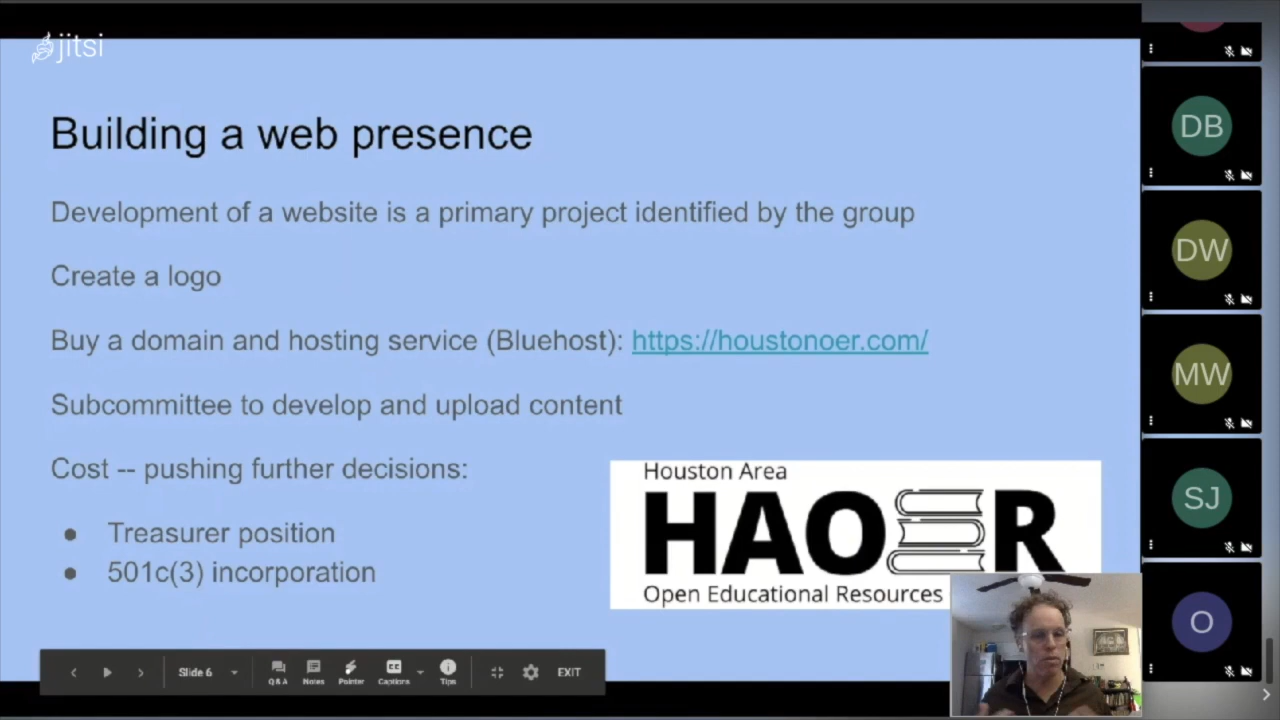 jitsi
Building a web presence
Development of a website is a primary project identified by the group
Create a logo
Buy a domain and hosting service (Bluehost): https://houstonoer.com/
Subcommittee to develop and upload content
Cost -- pushing further decisions:
● Treasurer position
● 501c(3) incorporation
Houston Area
HAOER
Open Educational Resources
Slide 6
Q&A
Notes
Pointer
Captions
Tips
EXIT
DB
DW
MW
SJ
O